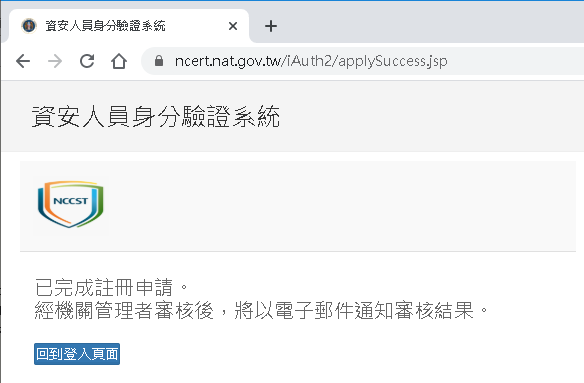 資安人員身分驗證系統
ncert.nat.gov.tw/iAuth2/applySuccess.jsp
資安人員身分驗證系統
NCCST
已完成註冊申請。
經機關管理者審核後，將以電子郵件通知審核結果。
回到登入頁面